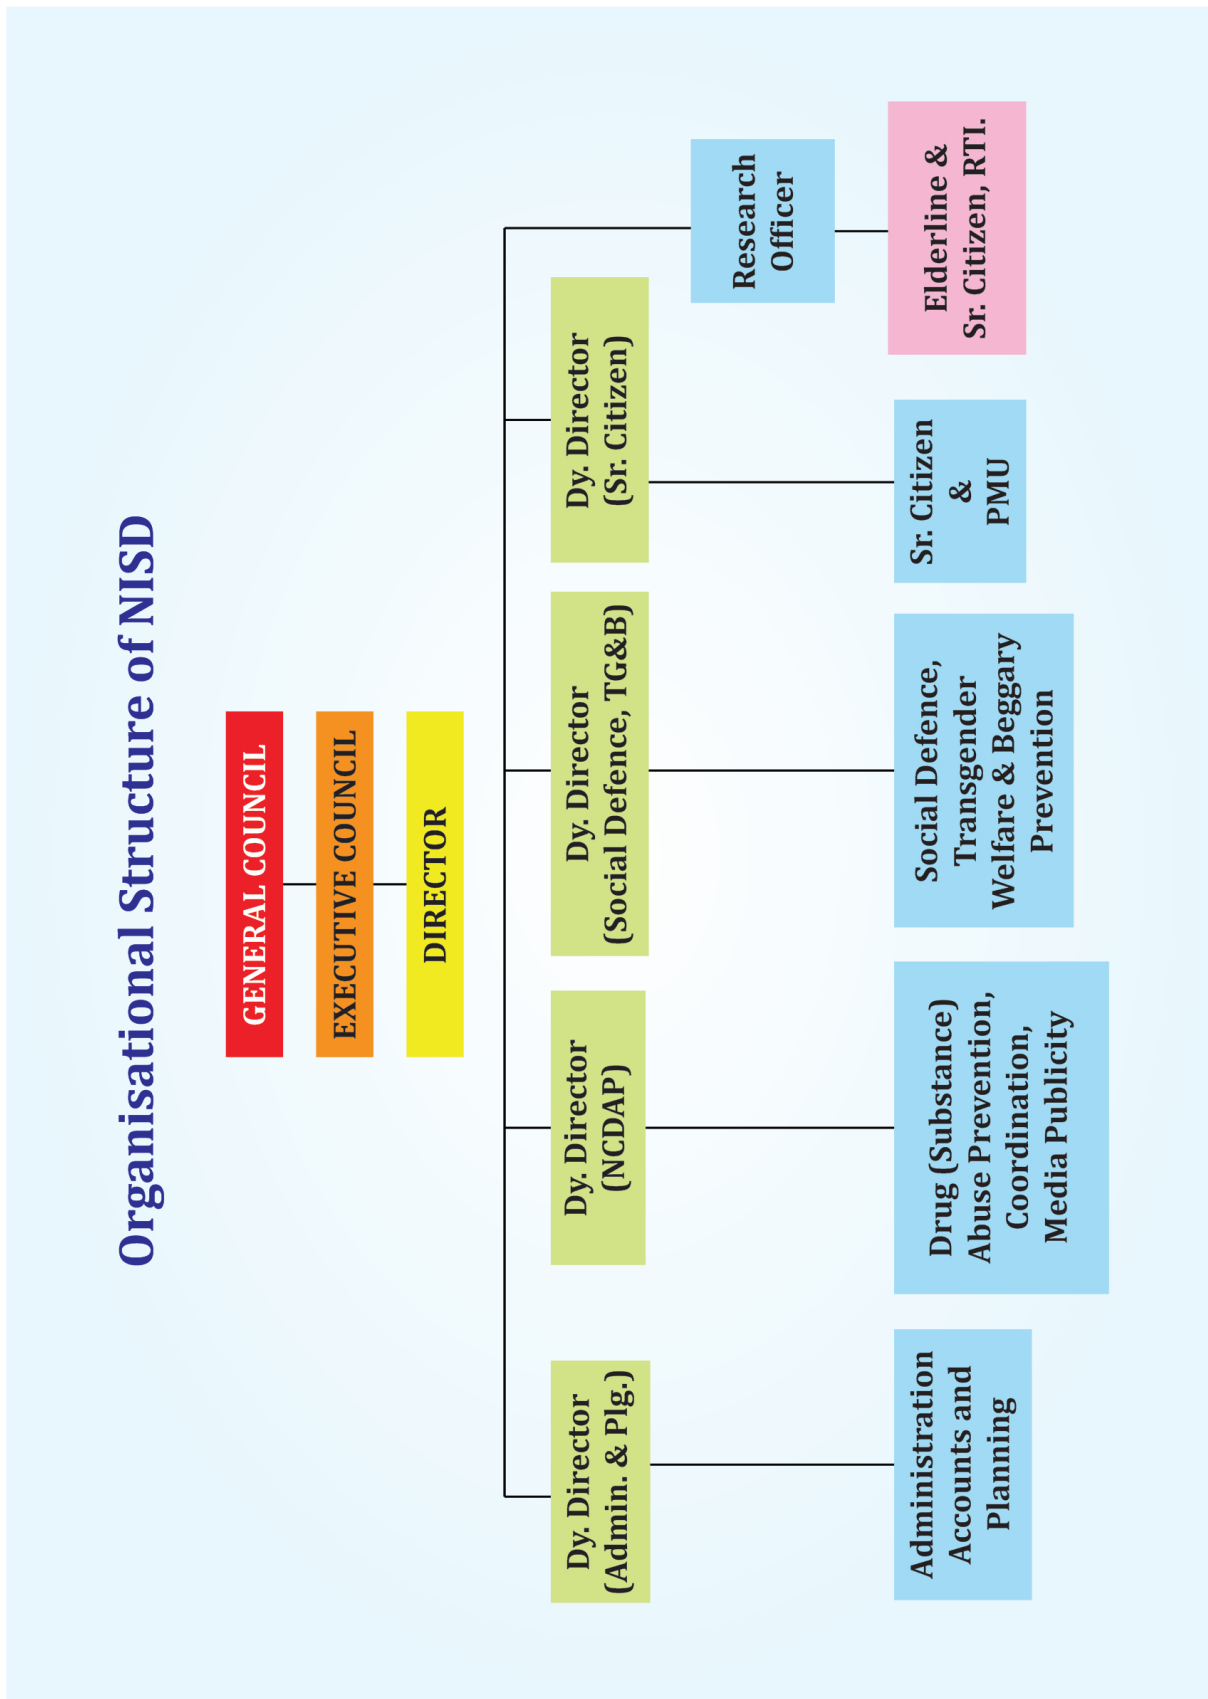 Organisational Structure of NISD
GENERAL COUNCIL
EXECUTIVE COUNCIL
DIRECTOR
Dy. Director
(Admin. & Plg.)
Dy. Director
(NCDAP)
Dy. Director
(Social Defence, TG&B)
Dy. Director
(Sr. Citizen)
Research
Officer
Administration
Accounts and
Planning
Drug (Substance)
Abuse Prevention,
Coordination,
Media Publicity
Social Defence,
Transgender
Welfare & Beggary
Prevention
Sr. Citizen
&
PMU
Elderline &
Sr. Citizen, RTI.